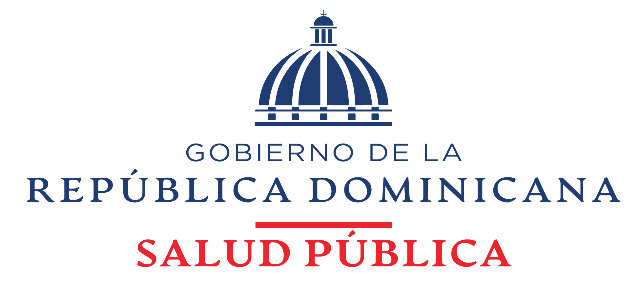 GOBIERNO DE LA
REPÚBLICA DOMINICANA
SALUD PÚBLICA